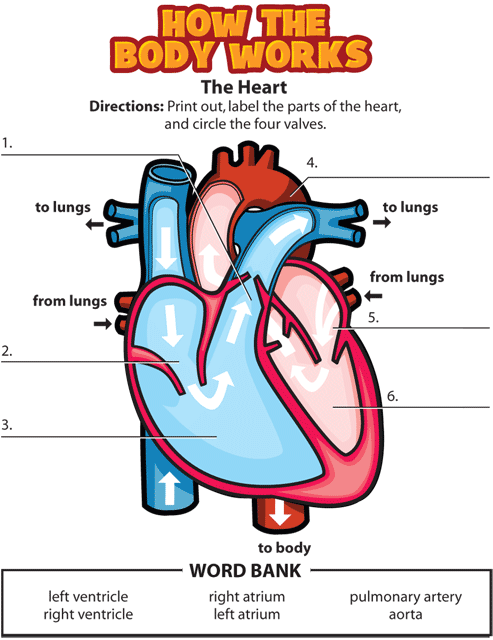 HOW THE
BODY WORKS
The Heart
Directions: Print out, label the parts of the heart,
and circle the four valves.
1.
4.
to lungs
to lungs
from lungs
from lungs
5.
2.
6.
3.
to body
WORD BANK
left ventricle right atrium pulmonary artery
right ventricle left atrium aorta